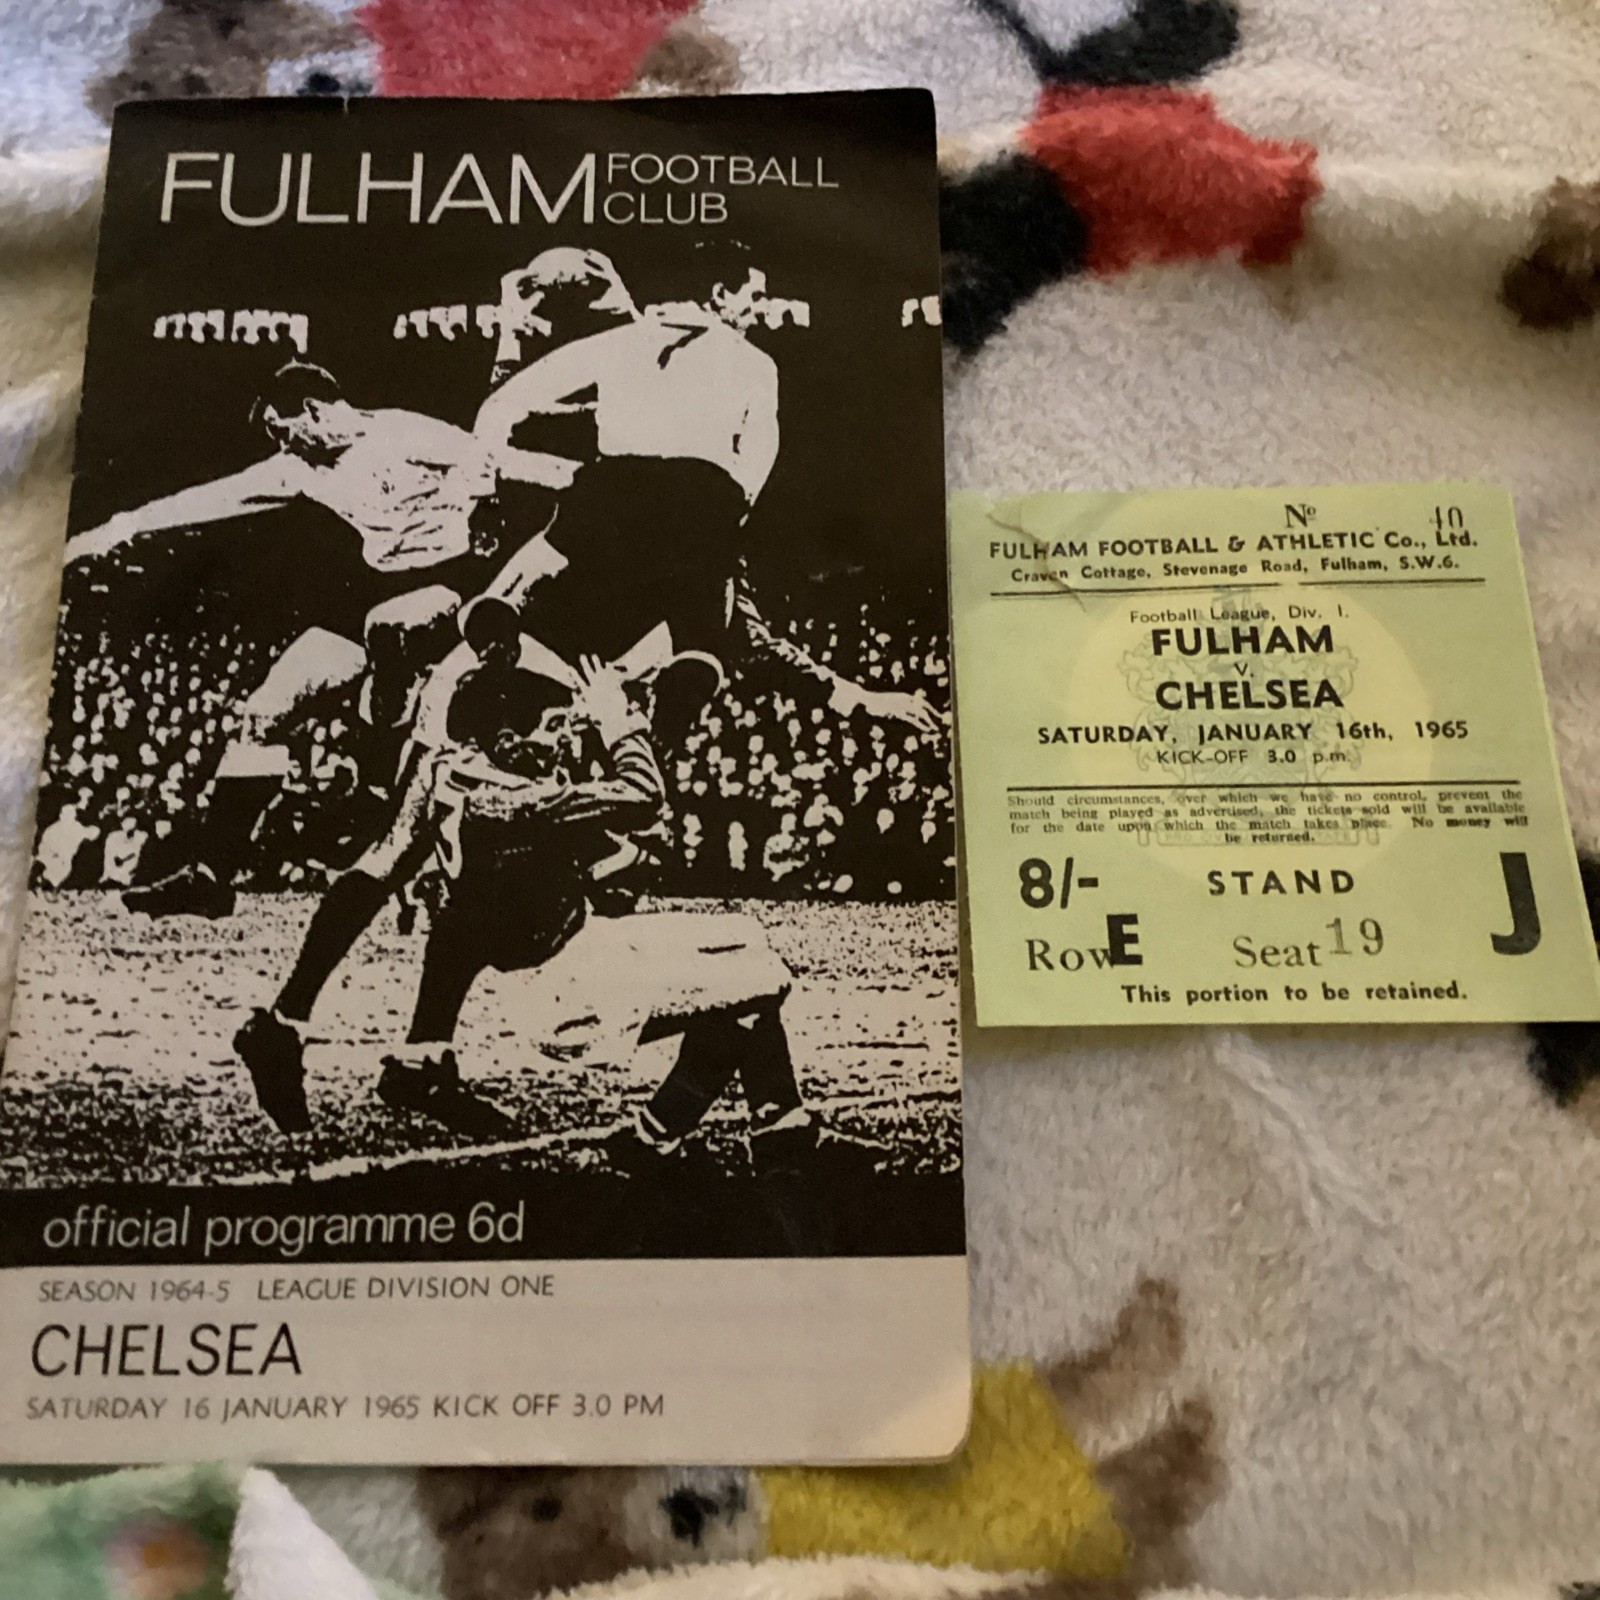 FULHAM FOOTBALL
CLUB
official programme 6d
SEASON 1964-5 LEAGUE DIVISION ONE
CHELSEA
SATURDAY 16 JANUARY 1965 KICK OFF 3.0 PM
Nº 40
FULHAM FOOTBALL & ATHLETIC Co., Ltd.
Craven Cottage, Stevenage Road, Fulham, S.W.6.
Football League, Div. 1.
FULHAM
v.
CHELSEA
SATURDAY, JANUARY 16th, 1965
KICK-OFF 3.0 p.m.
Should circumstances, over which we have no control, prevent the
match being played as advertised, the tickets sold will be available
for the date upon which the match takes place. No money will
be returned.
8/- STAND J
Row E Seat 19
This portion to be retained.